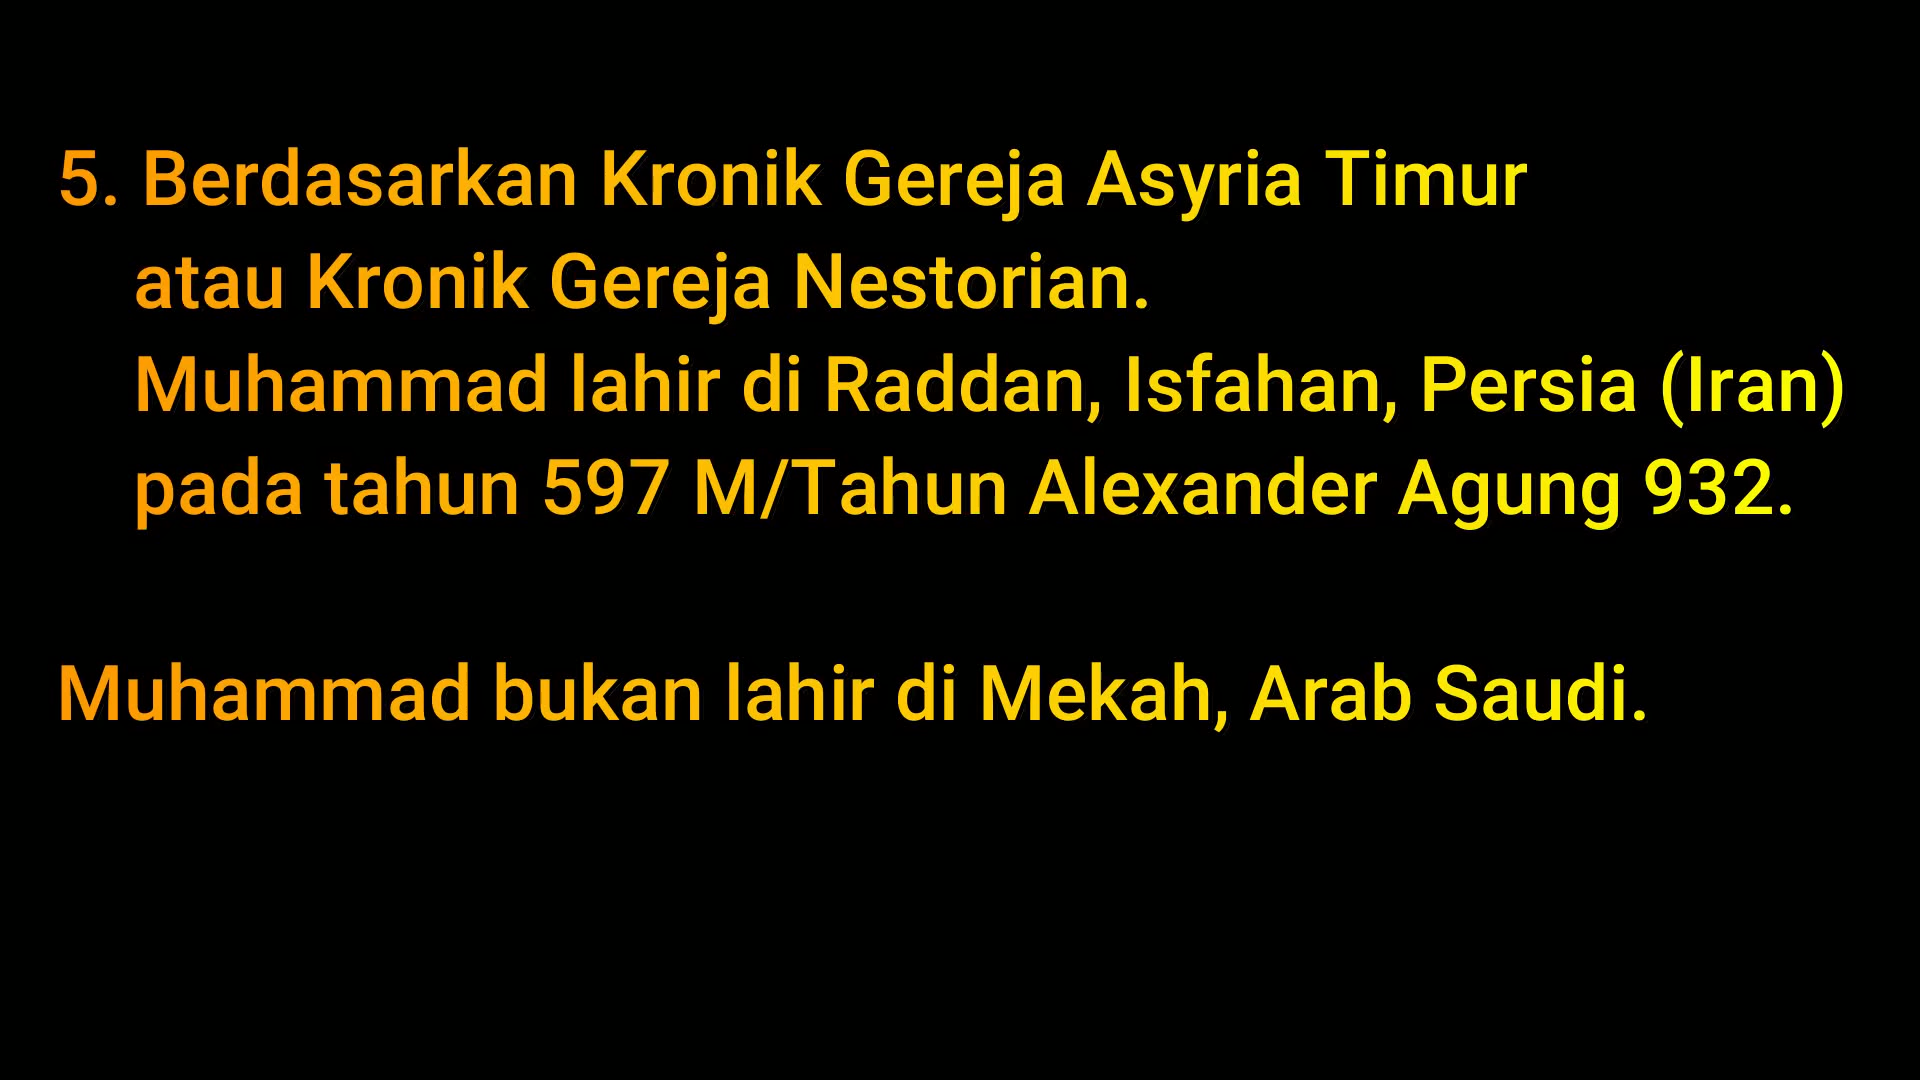 5. Berdasarkan Kronik Gereja Asyria Timur
atau Kronik Gereja Nestorian.
Muhammad lahir di Raddan, Isfahan, Persia (Iran)
pada tahun 597 M/Tahun Alexander Agung 932.
Muhammad bukan lahir di Mekah, Arab Saudi.